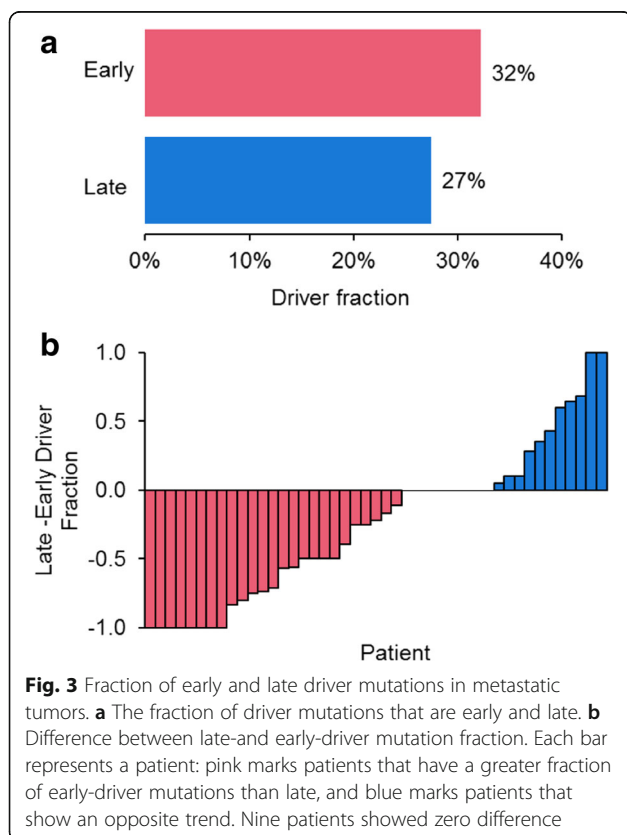 a
Early
32%
Late
27%
0%
10%
20%
30%
40%
Driver fraction
b
1.0
0.5
0.0
-0.5
-1.0
Late -Early Driver
Fraction
Patient
Fig. 3 Fraction of early and late driver mutations in metastatic
tumors. a The fraction of driver mutations that are early and late. b
Difference between late-and early-driver mutation fraction. Each bar
represents a patient: pink marks patients that have a greater fraction
of early-driver mutations than late, and blue marks patients that
show an opposite trend. Nine patients showed zero difference